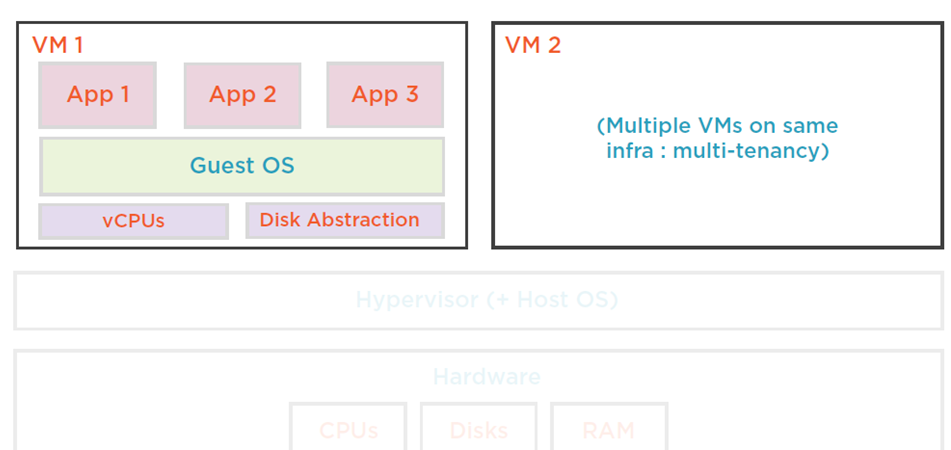 VM 1
App 1
App 2
App 3
Guest OS
vCPUs
Disk Abstraction
VM 2
(Multiple VMs on same
infra : multi-tenancy)
Hypervisor (+ Host OS)
Hardware
CPUs
Disks
RAM